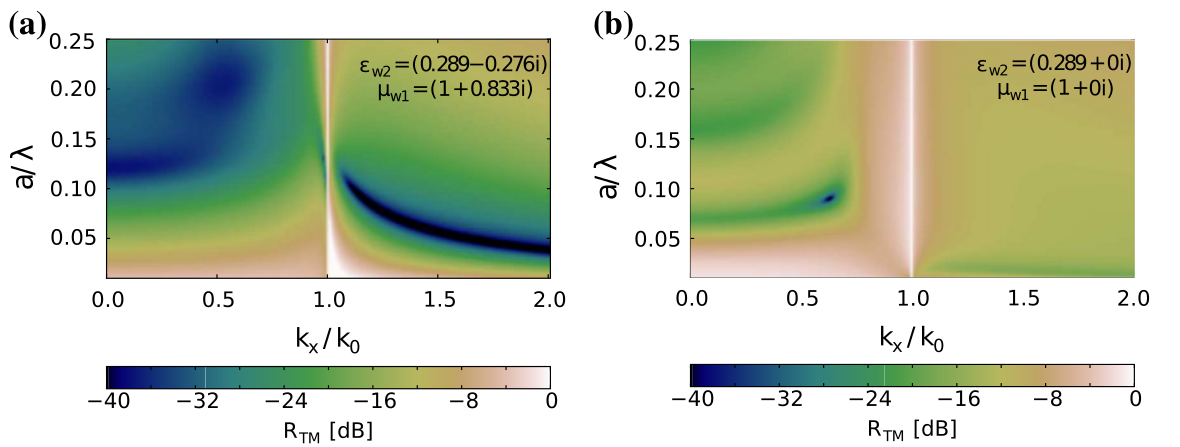 (a)
0.25
0.20
0.15
0.10
0.05
a/λ
ε_w2=(0.289−0.276i)
μ_w1=(1+0.833i)
0.0 0.5 1.0 1.5 2.0
k_x/k_0
−40 −32 −24 −16 −8 0
R_TM [dB]
(b)
0.25
0.20
0.15
0.10
0.05
a/λ
ε_w2=(0.289+0i)
μ_w1=(1+0i)
0.0 0.5 1.0 1.5 2.0
k_x/k_0
−40 −32 −24 −16 −8 0
R_TM [dB]